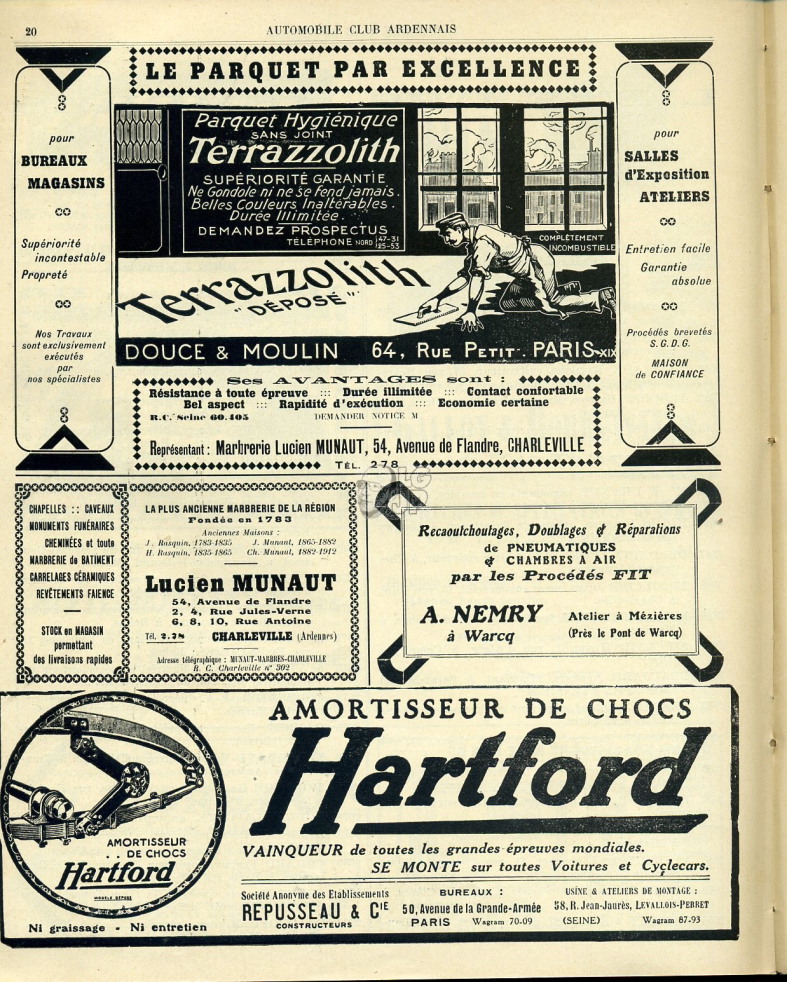 20
AUTOMOBILE CLUB ARDENNAIS
LE PARQUET PAR EXCELLENCE
pour
BUREAUX
MAGASINS
Supériorité
incontestable
Propreté
Nos Travaux
sont exclusivement
exécutés
par
nos spécialistes
Parquet Hygiénique
SANS JOINT
Terrazzolith
SUPÉRIORITÉ GARANTIE
Ne Gondole ni ne se fend jamais.
Belles Couleurs Inaltérables.
Durée Illimitée.
DEMANDEZ PROSPECTUS
TÉLÉPHONE NORD 47-31
25-53
COMPLÈTEMENT
INCOMBUSTIBLE
Terrazzolith
"DÉPOSÉ"
DOUCE & MOULIN 64, RUE PETIT PARIS-XIX
pour
SALLES
d'Exposition
ATELIERS
Entretien facile
Garantie
absolue
Procédés brevetés
S.G.D.G.
MAISON
de CONFIANCE
Ses AVANTAGES sont :
Résistance à toute épreuve ::: Durée illimitée ::: Contact confortable
Bel aspect ::: Rapidité d'exécution ::: Economie certaine
R.C. Seine 60.405 DEMANDER NOTICE M
Représentant : Marbrerie Lucien MUNAUT, 54, Avenue de Flandre, CHARLEVILLE
TÉL. 278
CHAPELLES :: CAVEAUX
MONUMENTS FUNÉRAIRES
CHEMINÉES et toute
MARBRERIE de BATIMENT
CARRELAGES CÉRAMIQUES
REVÊTEMENTS FAIENCE
STOCK en MAGASIN
permettant
des livraisons rapides
LA PLUS ANCIENNE MARBRERIE DE LA RÉGION
Fondée en 1783
Anciennes Maisons :
J. Rasquin, 1783-1835 J. Munaut, 1865-1882
H. Rasquin, 1835-1865 Ch. Munaut, 1882-1912
Lucien MUNAUT
54, Avenue de Flandre
2, 4, Rue Jules-Verne
6, 8, 10, Rue Antoine
Tél. 2.78 CHARLEVILLE (Ardennes)
Adresse télégraphique : MUNAUT-MARBRES-CHARLEVILLE
R. C. Charleville n° 302
Recaoulchoutages, Doublages & Réparations
de PNEUMATIQUES
& CHAMBRES A AIR
par les Procédés FIT
A. NEMRY
à Warcq
Atelier à Mézières
(Près le Pont de Warcq)
AMORTISSEUR
.. DE CHOCS
Hartford
MODÈLE DÉPOSÉ
Ni graissage - Ni entretien
AMORTISSEUR DE CHOCS
Hartford
VAINQUEUR de toutes les grandes épreuves mondiales.
SE MONTE sur toutes Voitures et Cyclecars.
Société Anonyme des Etablissements
REPUSSEAU & CIE
CONSTRUCTEURS
BUREAUX :
50, Avenue de la Grande-Armée
PARIS Wagram 70-09
USINE & ATELIERS DE MONTAGE :
58, R. Jean-Jaurès, LEVALLOIS-PERRET
(SEINE) Wagram 87-93